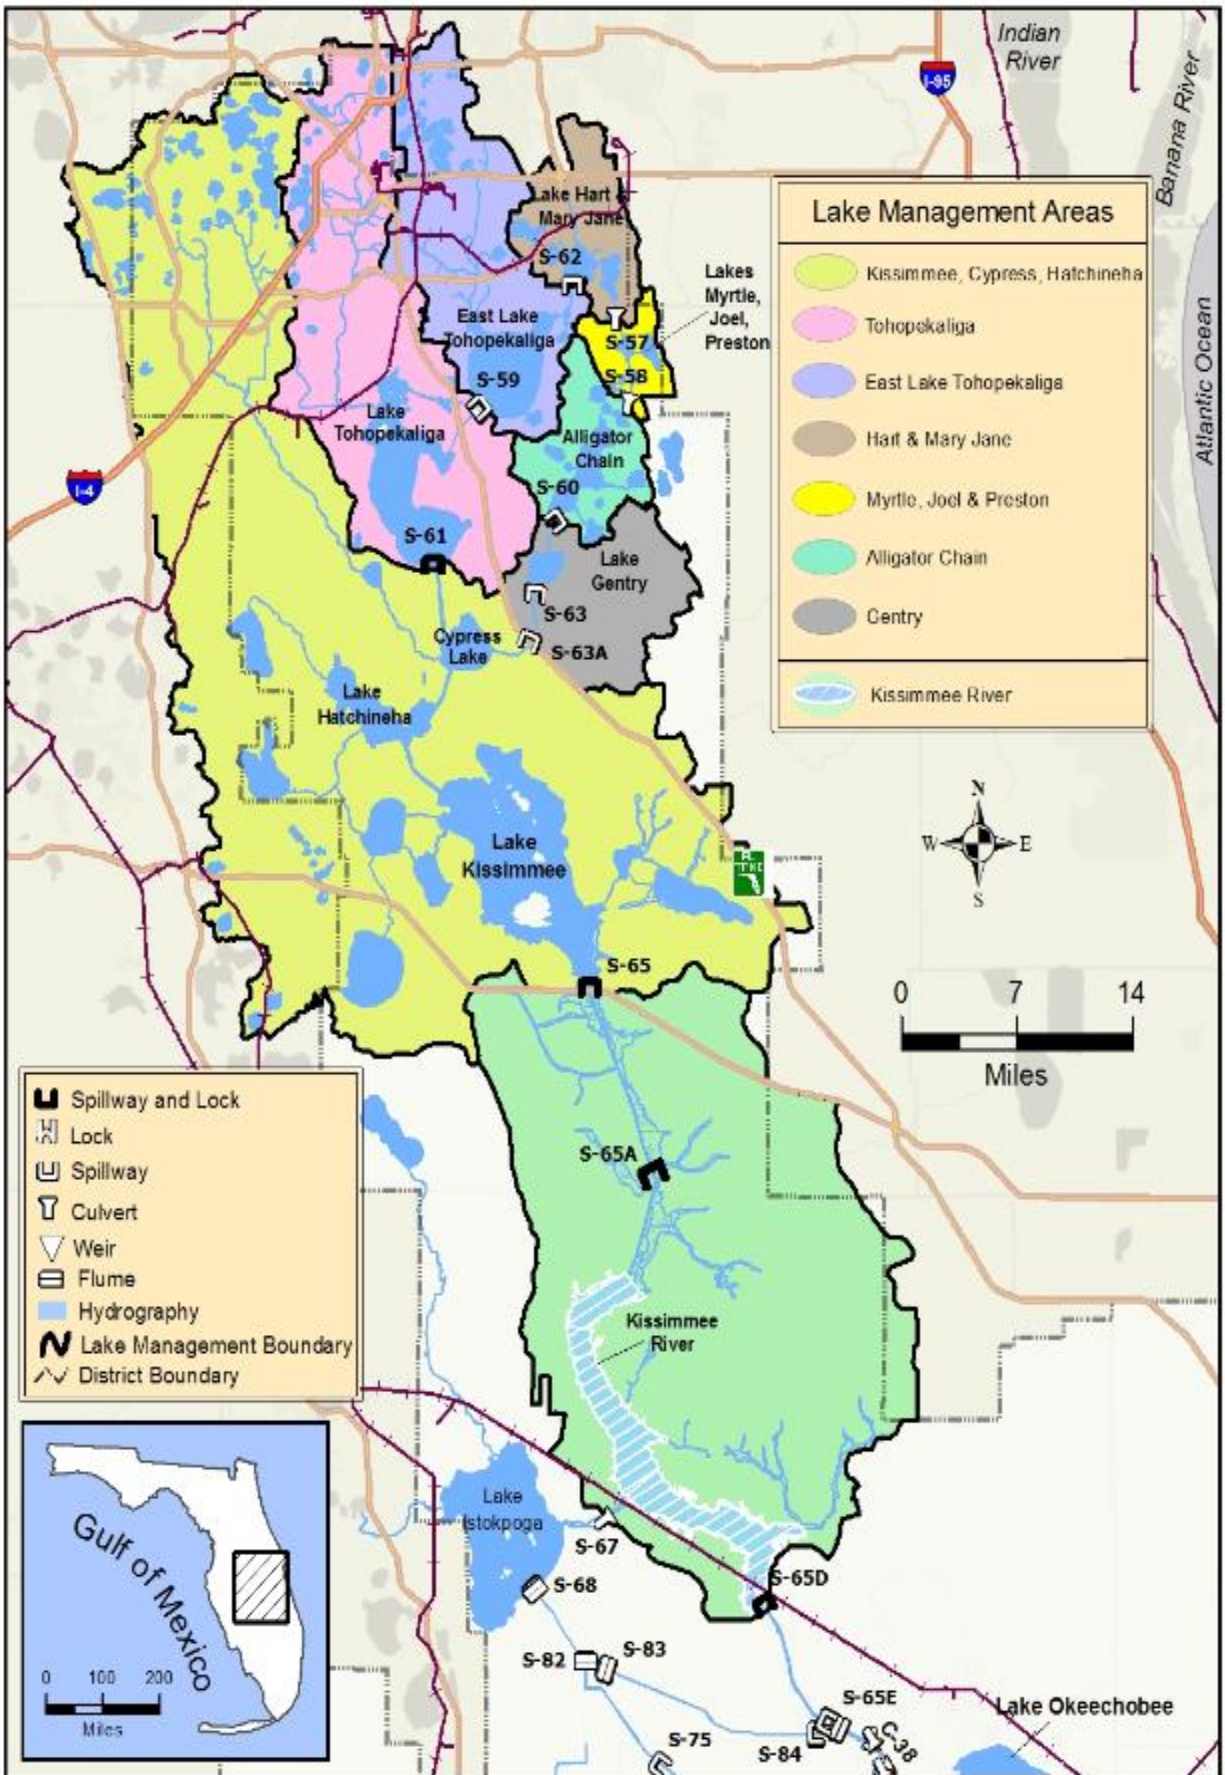 Indian
River
I-95
Banana River
Lake Hart &
Mary Jane
S-62
Lakes
Myrtle,
Joel,
Preston
Lake Management Areas
Kissimmee, Cypress, Hatchineha
Tohopekaliga
East Lake Tohopekaliga
Hart & Mary Jane
Myrtle, Joel & Preston
Alligator Chain
Gentry
Kissimmee River
Atlantic Ocean
East Lake
Tohopekaliga
S-57
S-58
S-59
Lake
Tohopekaliga
Alligator
Chain
I-4
S-60
S-61
Lake
Gentry
S-63
S-63A
Cypress
Lake
Lake
Hatchineha
Lake
Kissimmee
N
W E
S
S-65
0 7 14
Miles
Spillway and Lock
Lock
Spillway
Culvert
Weir
Flume
Hydrography
Lake Management Boundary
District Boundary
S-65A
Kissimmee
River
Gulf of Mexico
0 100 200
Miles
Lake
Istokpoga
S-67
S-68
S-65D
S-82
S-83
S-65E
S-84
C-38
S-75
Lake Okeechobee